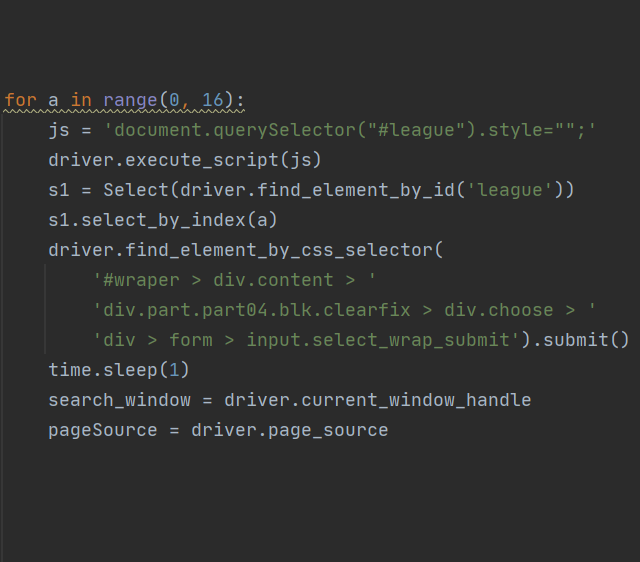 for a in range(0, 16):
    js = 'document.querySelector("#league").style="";'
    driver.execute_script(js)
    s1 = Select(driver.find_element_by_id('league'))
    s1.select_by_index(a)
    driver.find_element_by_css_selector(
        '#wraper > div.content > '
        'div.part.part04.blk.clearfix > div.choose > '
        'div > form > input.select_wrap_submit').submit()
    time.sleep(1)
    search_window = driver.current_window_handle
    pageSource = driver.page_source